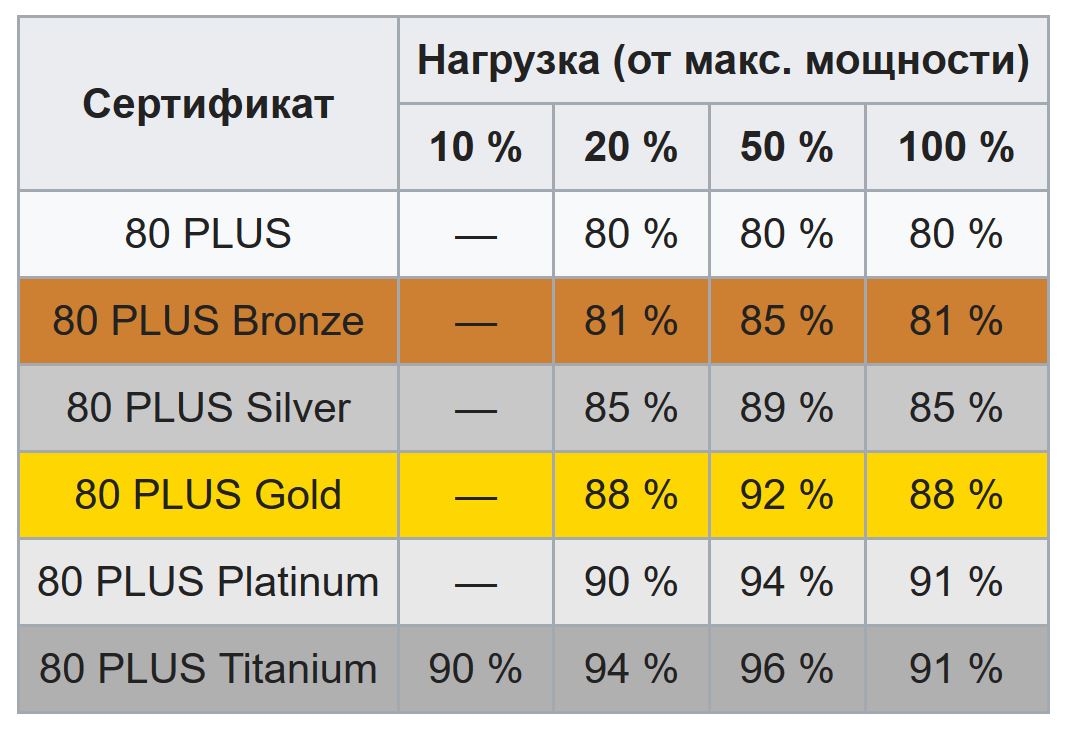 Сертификат
Нагрузка (от макс. мощности)
10 % 20 % 50 % 100 %
80 PLUS — 80 % 80 % 80 %
80 PLUS Bronze — 81 % 85 % 81 %
80 PLUS Silver — 85 % 89 % 85 %
80 PLUS Gold — 88 % 92 % 88 %
80 PLUS Platinum — 90 % 94 % 91 %
80 PLUS Titanium 90 % 94 % 96 % 91 %